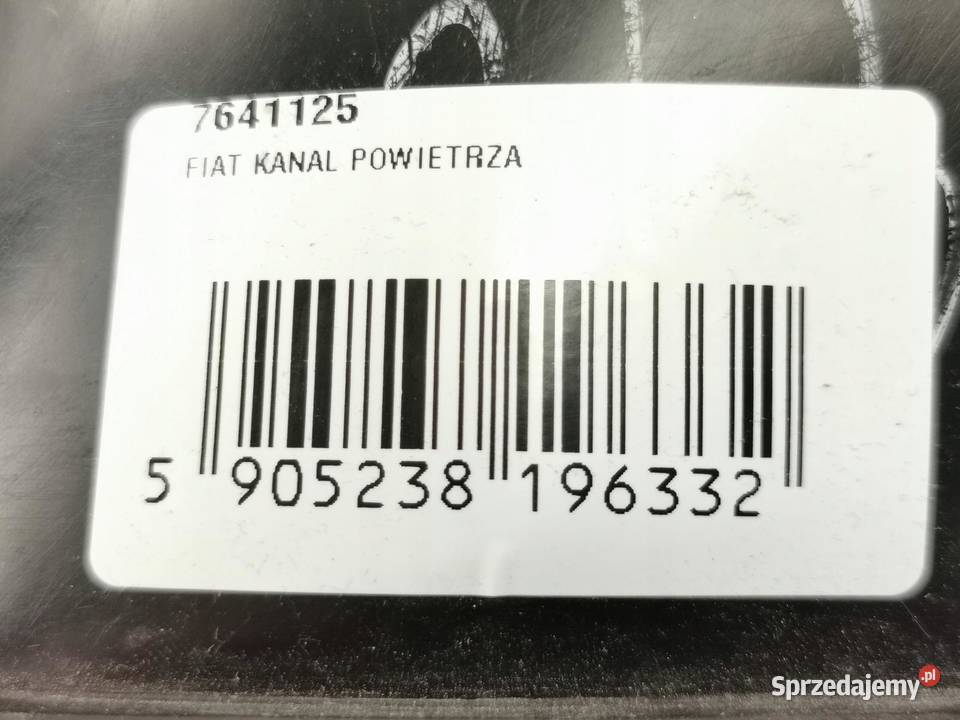 7641125
FIAT KANAL POWIETRZA
5 905238 196332
Sprzedajemy.pl